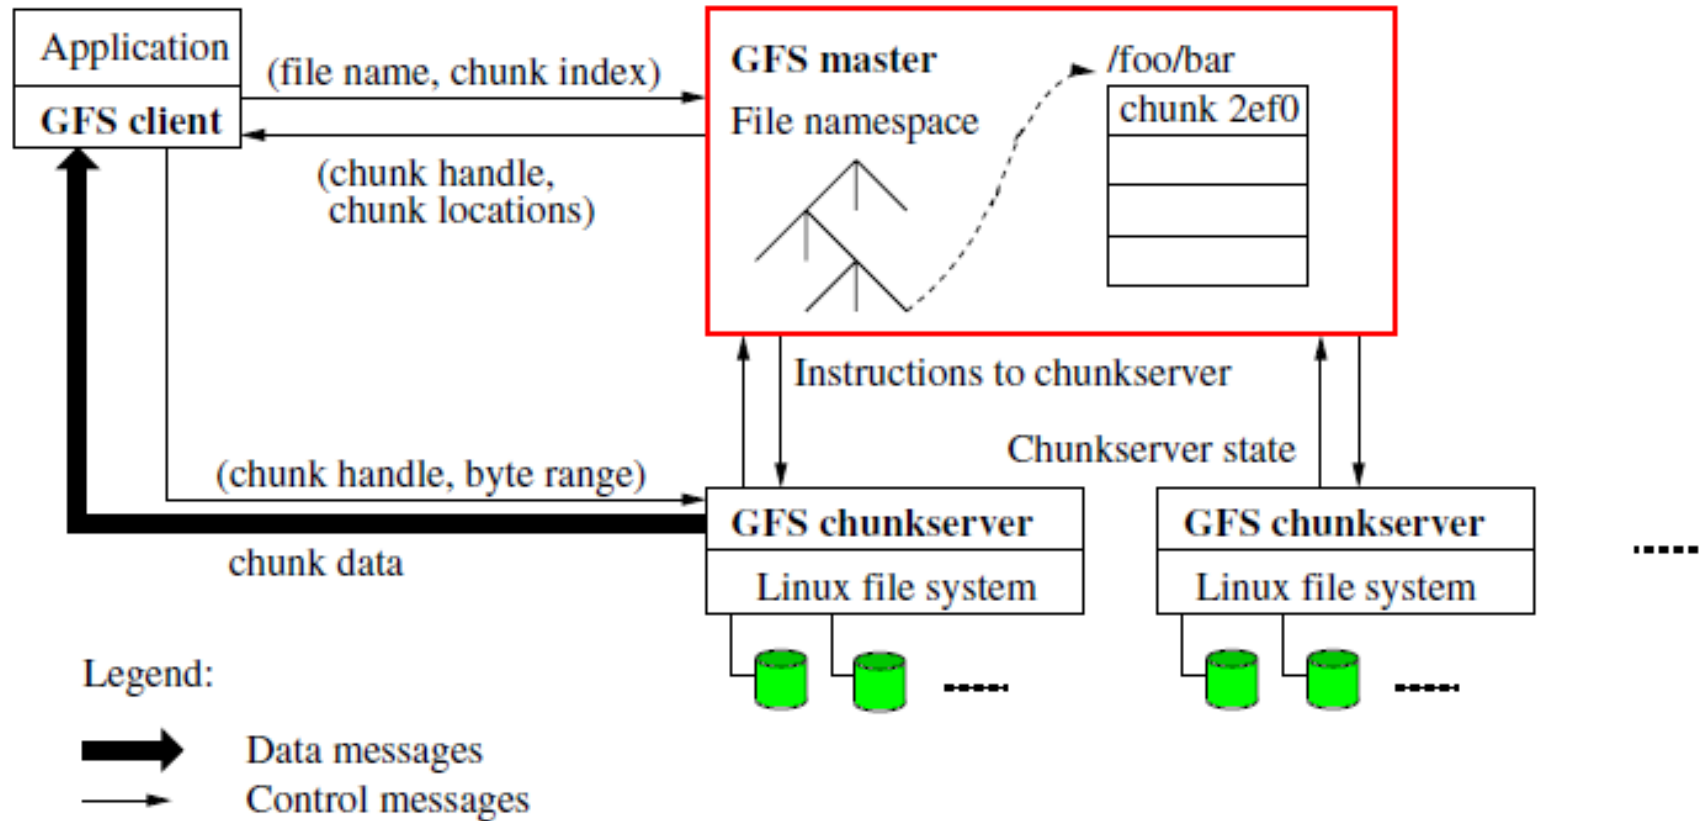 Application
GFS client
(file name, chunk index)
(chunk handle,
chunk locations)
GFS master
File namespace
/foo/bar
chunk 2ef0
Instructions to chunkserver
Chunkserver state
(chunk handle, byte range)
chunk data
GFS chunkserver
Linux file system
GFS chunkserver
Linux file system
Legend:
Data messages
Control messages